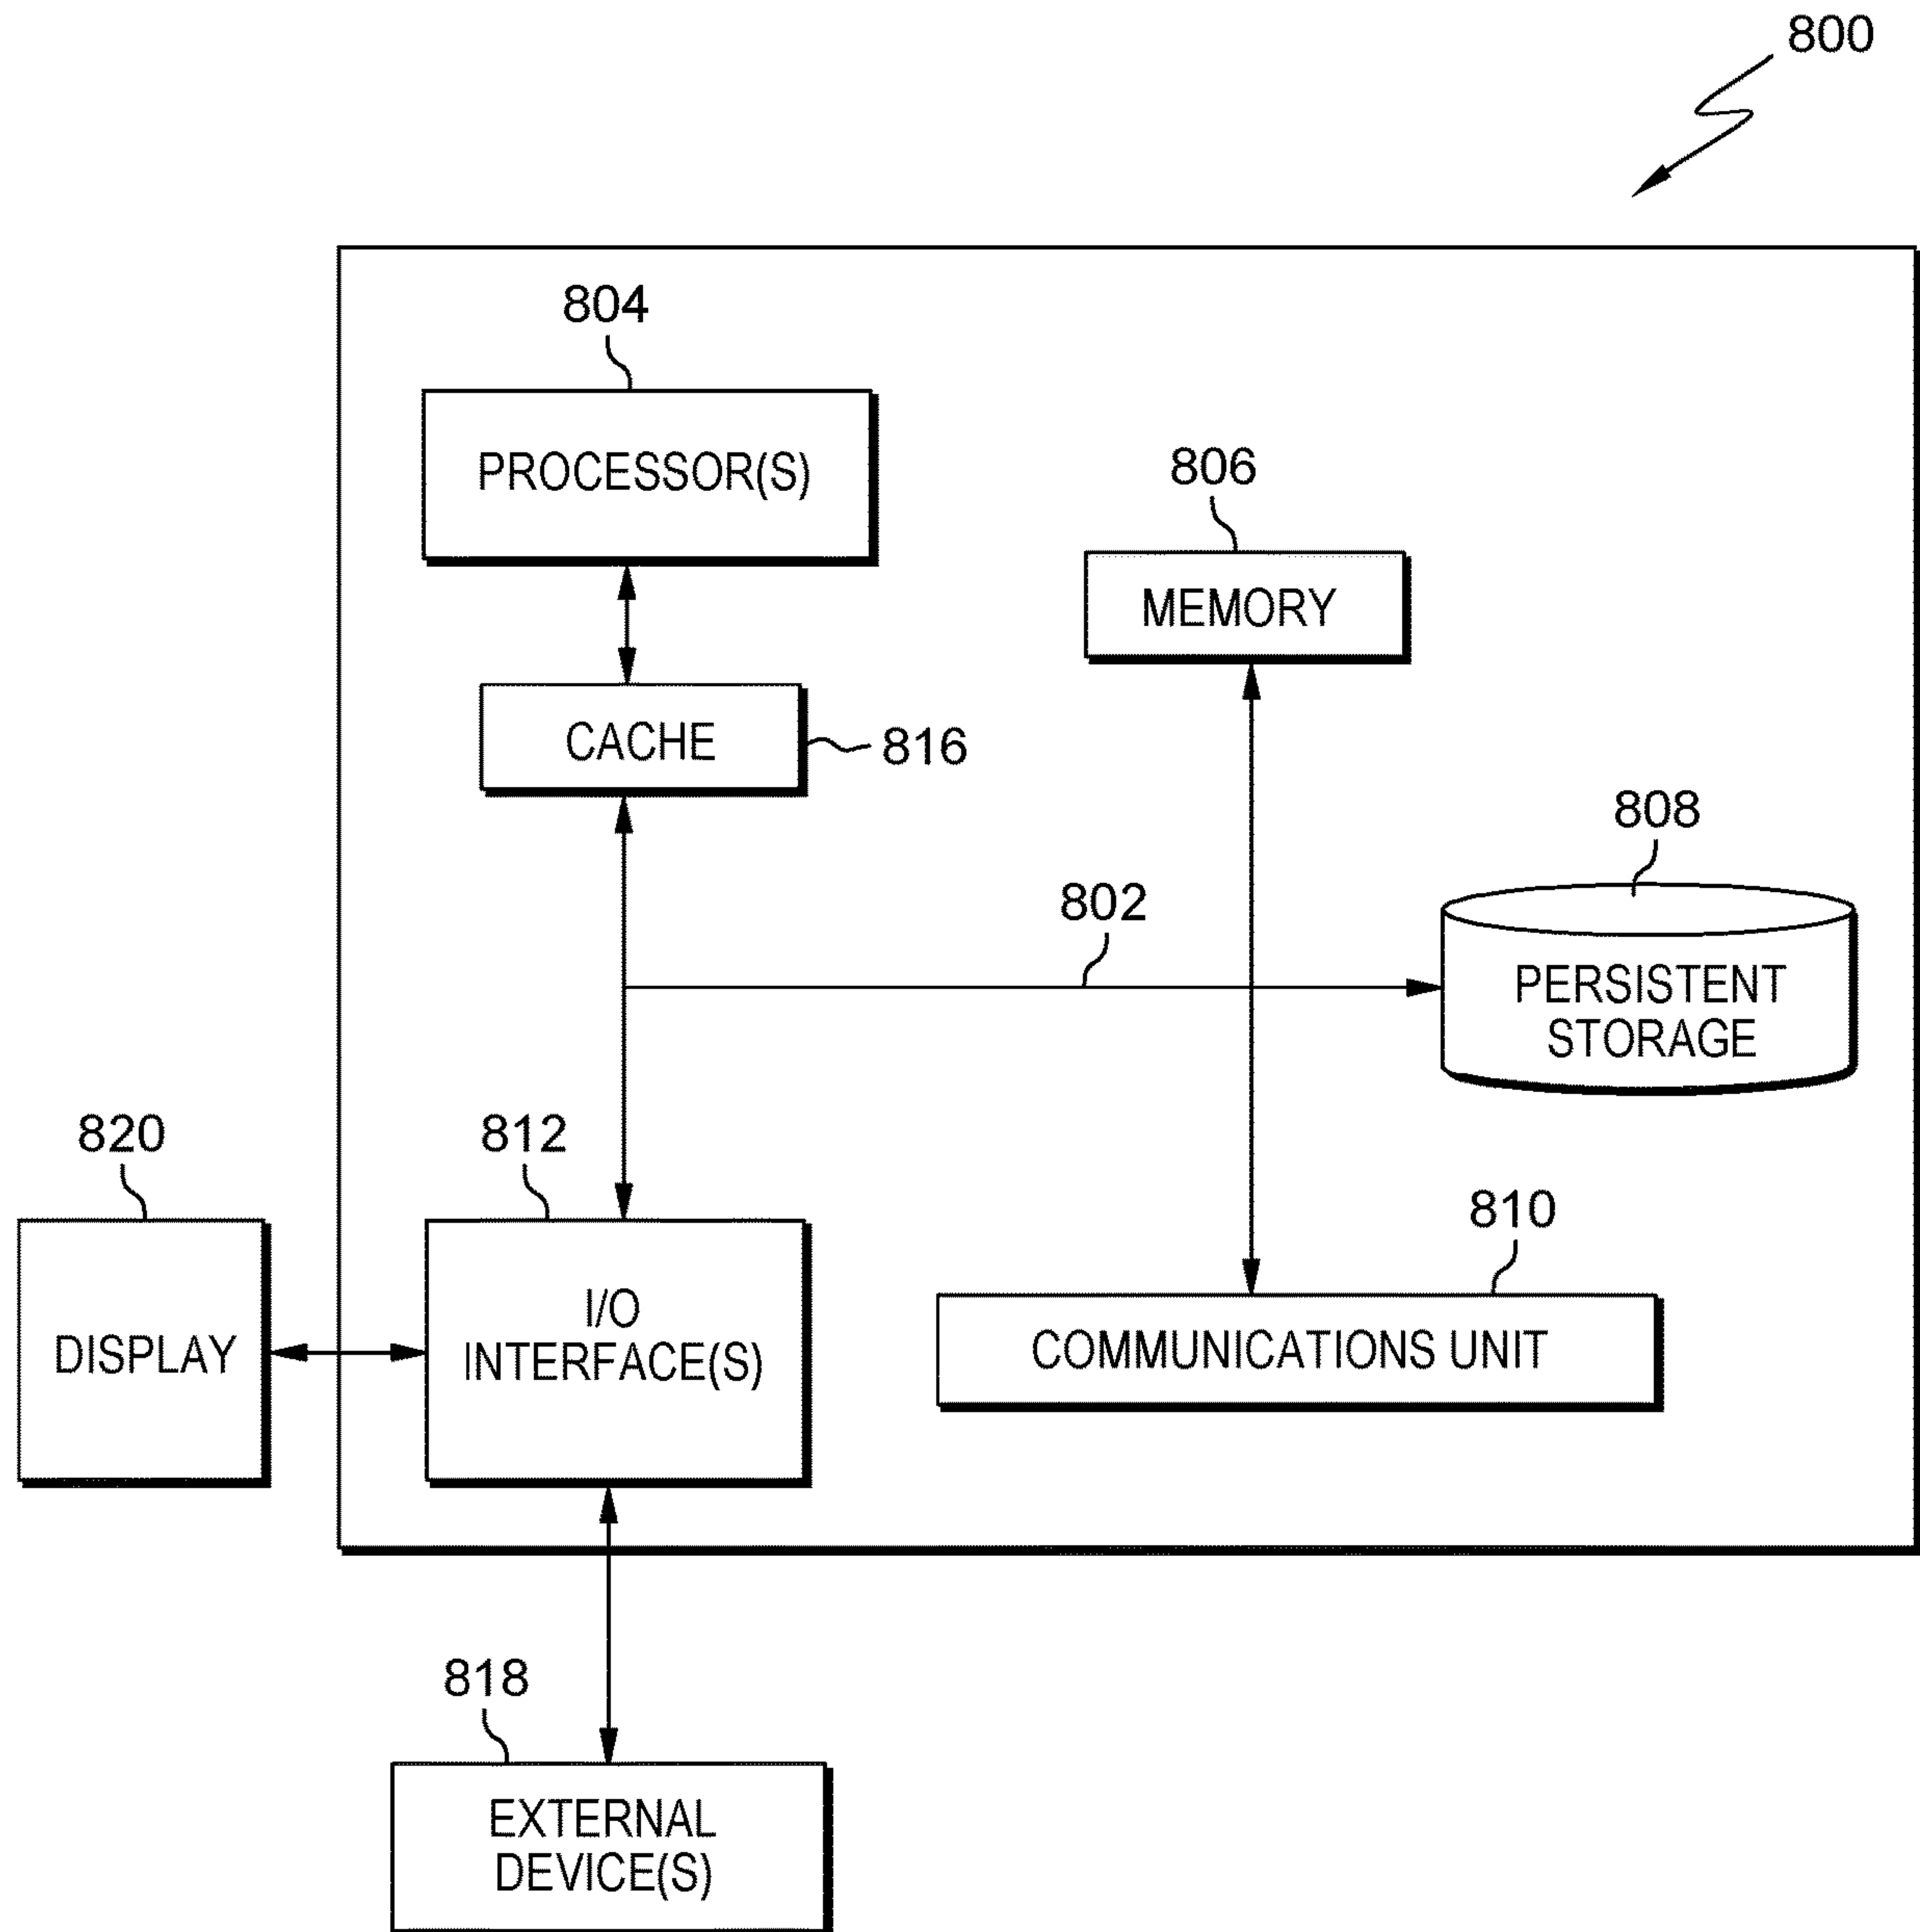 800
804
PROCESSOR(S)
806
MEMORY
CACHE
816
808
802
PERSISTENT
STORAGE
820
812
810
DISPLAY
I/O
INTERFACE(S)
COMMUNICATIONS UNIT
818
EXTERNAL
DEVICE(S)